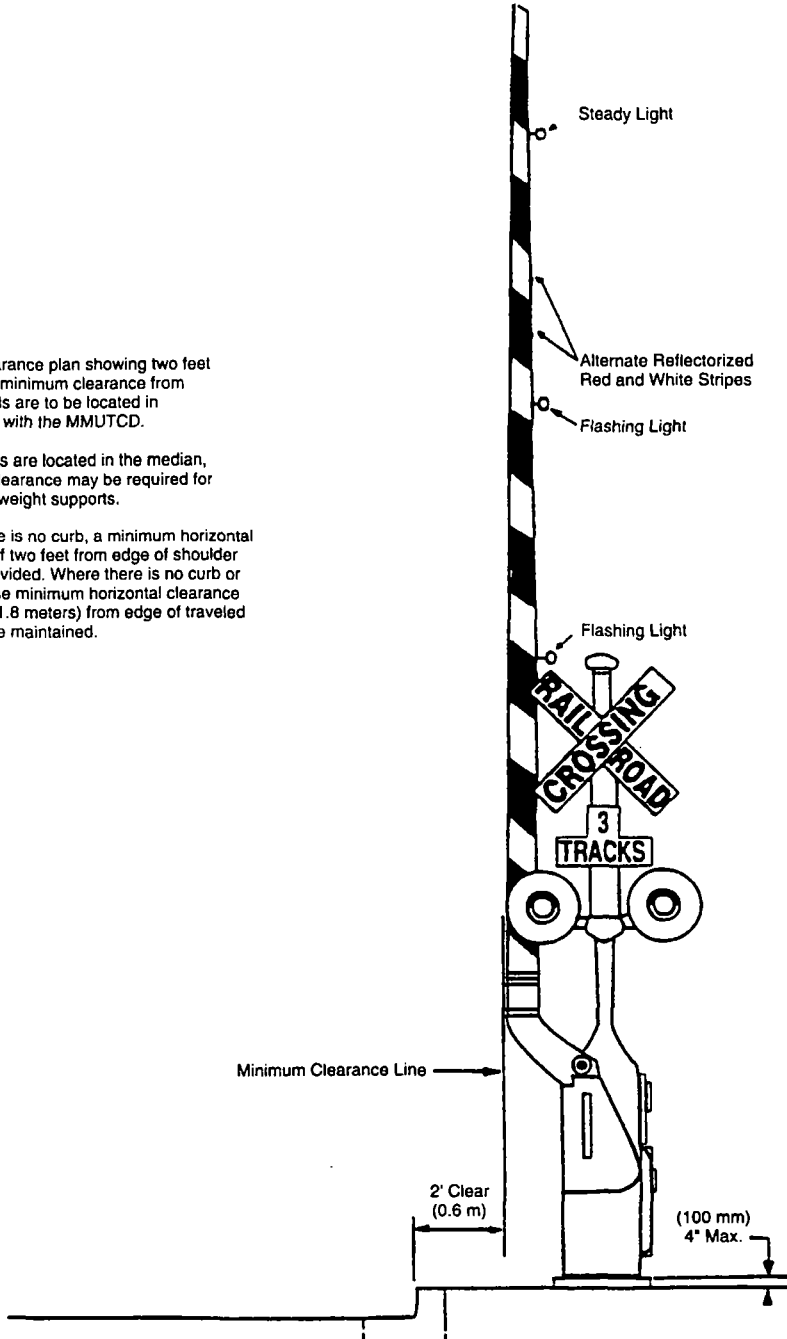 Steady Light
rance plan showing two feet
minimum clearance from
s are to be located in
with the MMUTCD.
Alternate Reflectorized
Red and White Stripes
Flashing Light
s are located in the median,
earance may be required for
weight supports.
e is no curb, a minimum horizontal
f two feet from edge of shoulder
vided. Where there is no curb or
e minimum horizontal clearance
1.8 meters) from edge of traveled
e maintained.
Flashing Light
RAIL ROAD
CROSSING
3
TRACKS
Minimum Clearance Line
2' Clear
(0.6 m)
(100 mm)
4" Max.